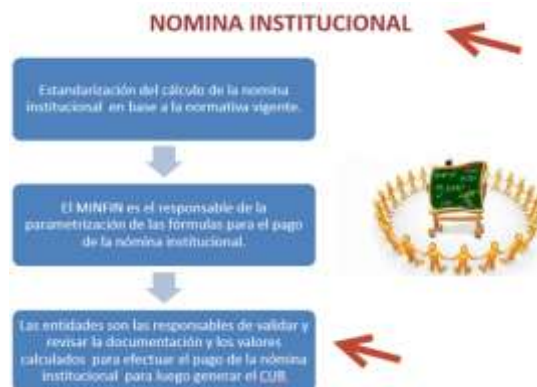 NOMINA INSTITUCIONAL
Estandarización del cálculo de la nomina
institucional en base a la normativa vigente.
El MINFIN es el responsable de la
parametrización de las fórmulas para el pago
de la nómina institucional.
Las entidades son las responsables de validar y
revisar la documentación y los valores
calculados para efectuar el pago de la nómina
institucional para luego generar el CUR.